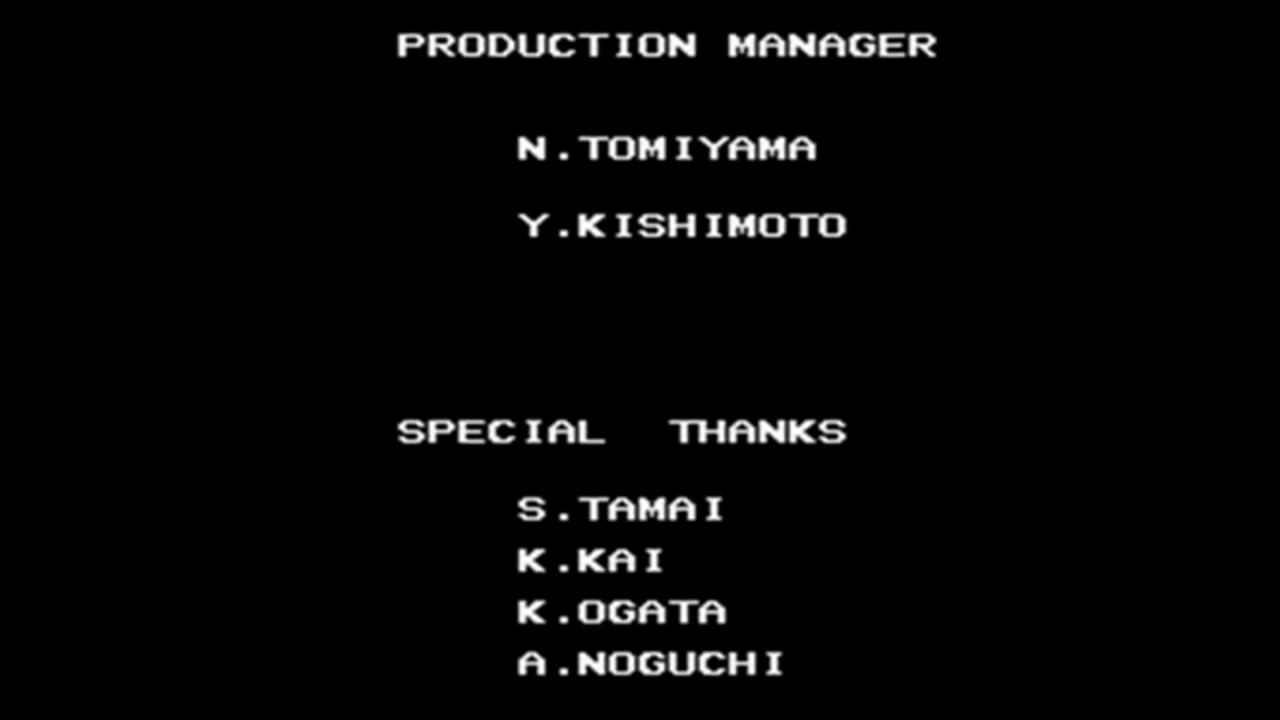 PRODUCTION MANAGER
N.TOMIYAMA
Y.KISHIMOTO
SPECIAL THANKS
S.TAMAI
K.KAI
K.OGATA
A.NOGUCHI